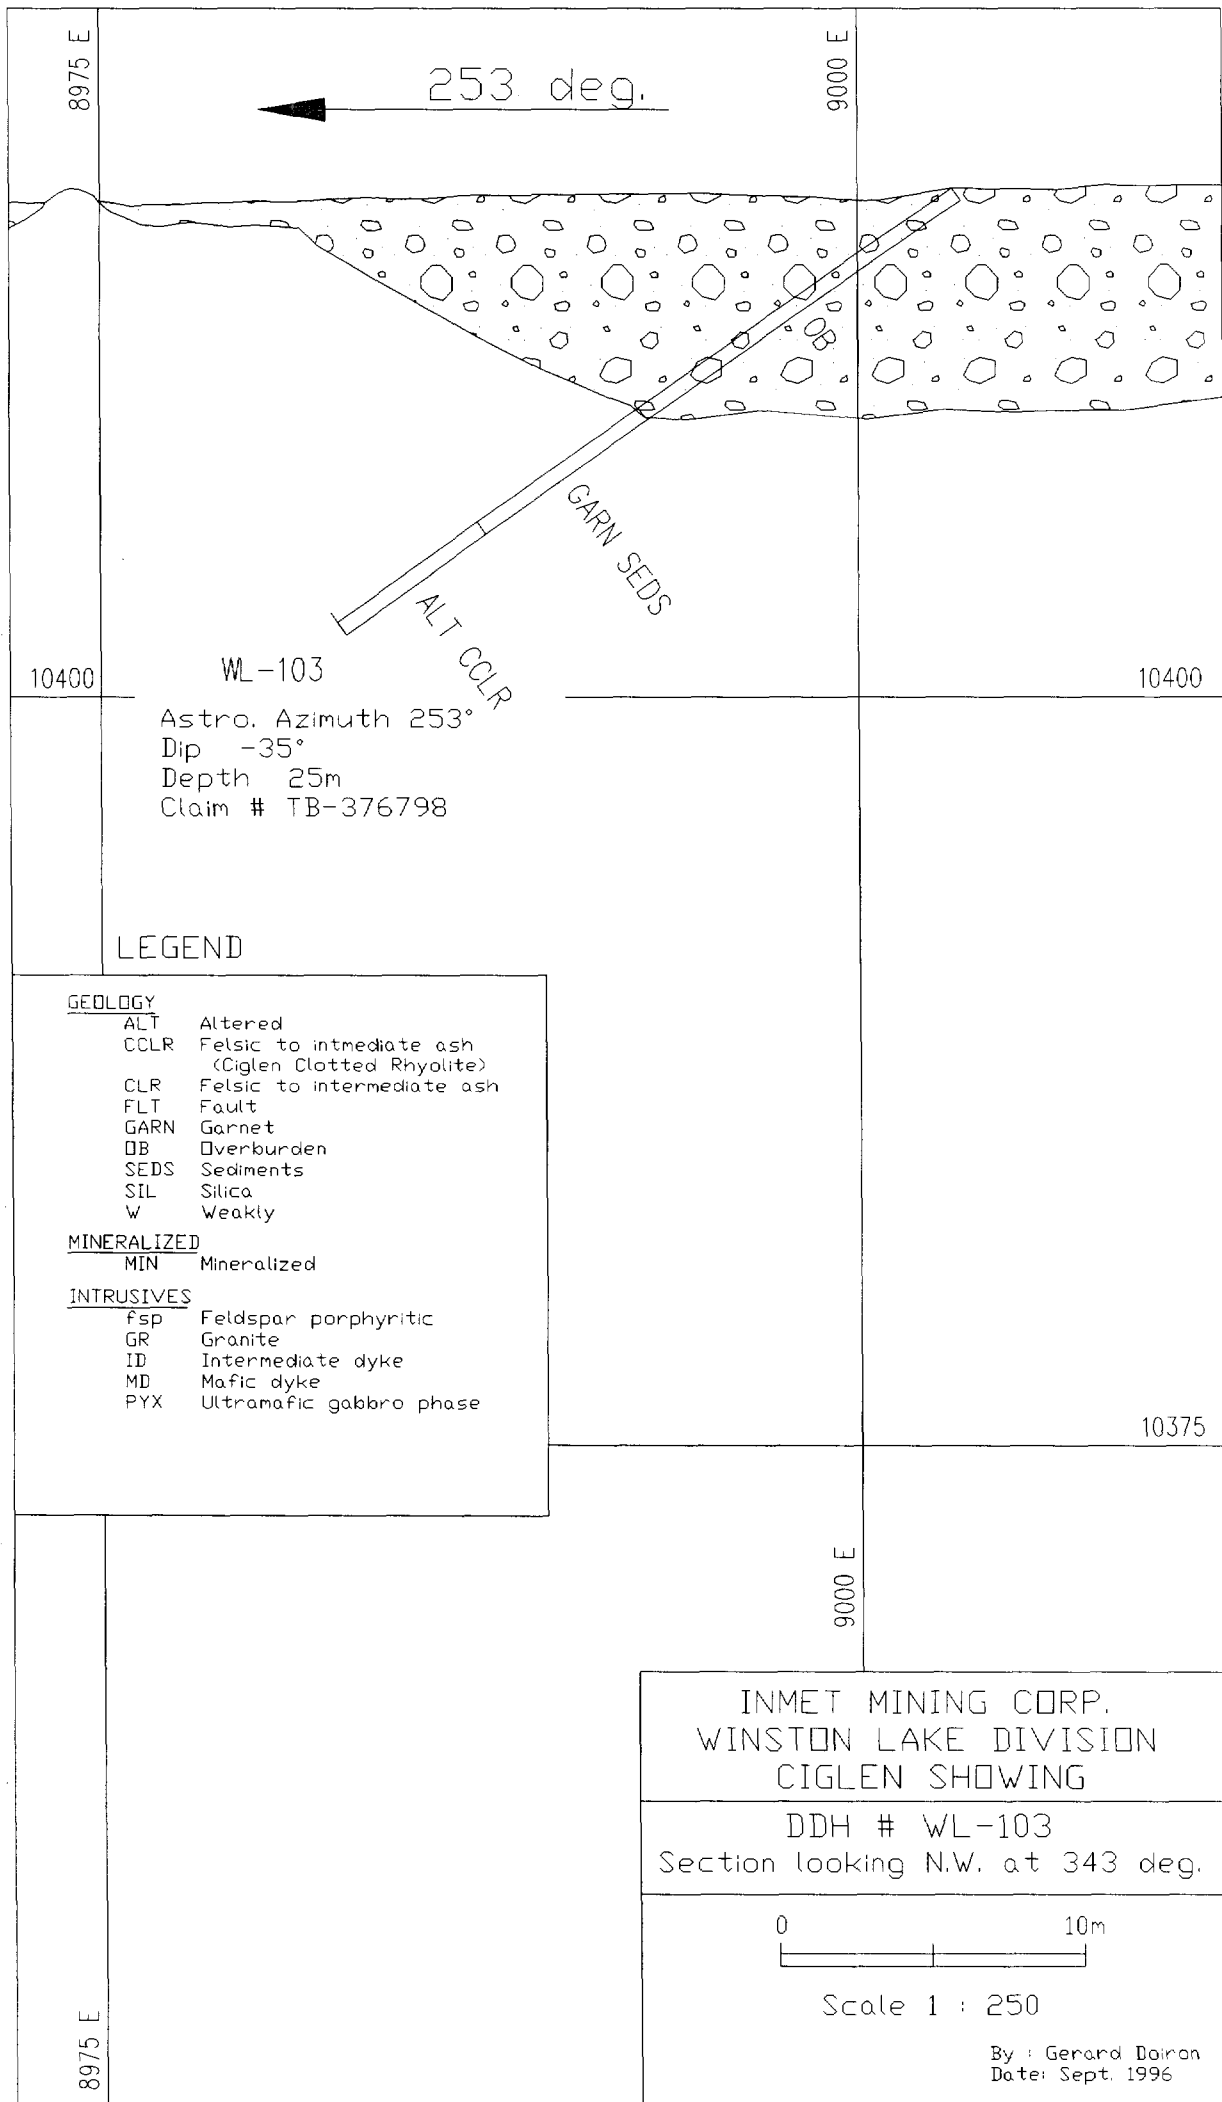 8975 E
9000 E
253 deg.
OB
GARN SEDS
ALT CCLR
10400
10400
WL-103
Astro. Azimuth 253°
Dip -35°
Depth 25m
Claim # TB-376798
LEGEND
GEOLOGY
ALT Altered
CCLR Felsic to intmediate ash
(Ciglen Clotted Rhyolite)
CLR Felsic to intermediate ash
FLT Fault
GARN Garnet
OB Overburden
SEDS Sediments
SIL Silica
W Weakly
MINERALIZED
MIN Mineralized
INTRUSIVES
fsp Feldspar porphyritic
GR Granite
ID Intermediate dyke
MD Mafic dyke
PYX Ultramafic gabbro phase
10375
9000 E
8975 E
INMET MINING CORP.
WINSTON LAKE DIVISION
CIGLEN SHOWING
DDH # WL-103
Section looking N.W. at 343 deg.
0 10m
Scale 1 : 250
By : Gerard Doiron
Date: Sept. 1996